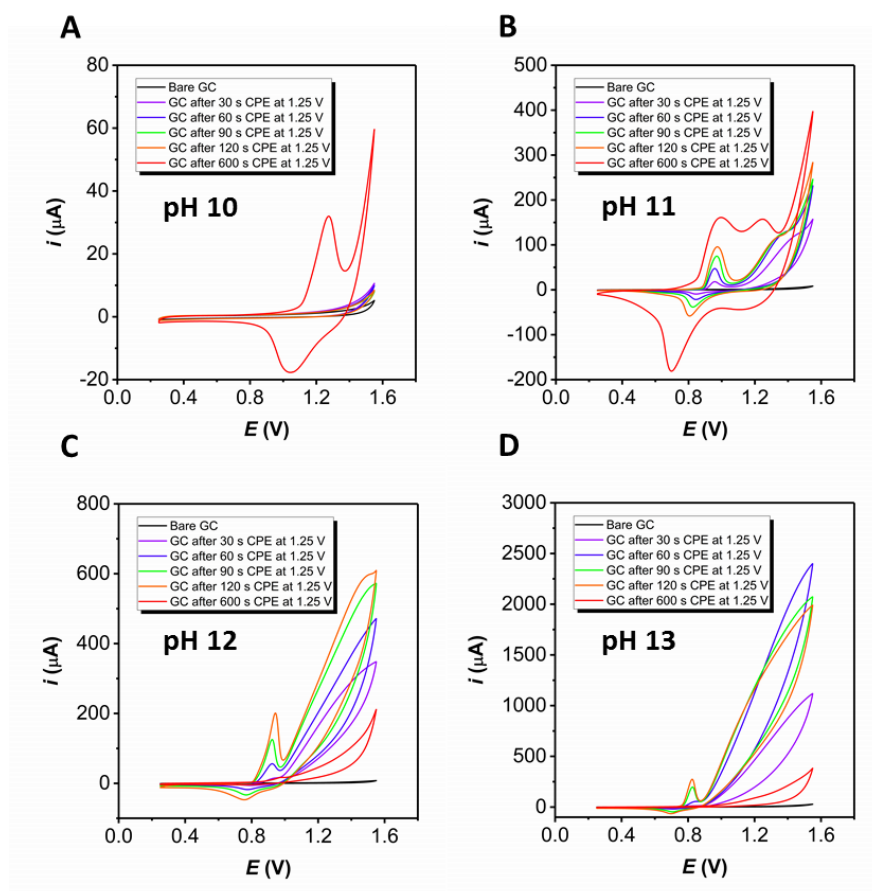 A
80
60
40
20
0
-20
i (μA)
Bare GC
GC after 30 s CPE at 1.25 V
GC after 60 s CPE at 1.25 V
GC after 90 s CPE at 1.25 V
GC after 120 s CPE at 1.25 V
GC after 600 s CPE at 1.25 V
pH 10
0.0 0.4 0.8 1.2 1.6
E (V)
B
500
400
300
200
100
0
-100
-200
i (μA)
Bare GC
GC after 30 s CPE at 1.25 V
GC after 60 s CPE at 1.25 V
GC after 90 s CPE at 1.25 V
GC after 120 s CPE at 1.25 V
GC after 600 s CPE at 1.25 V
pH 11
0.0 0.4 0.8 1.2 1.6
E (V)
C
800
600
400
200
0
i (μA)
Bare GC
GC after 30 s CPE at 1.25 V
GC after 60 s CPE at 1.25 V
GC after 90 s CPE at 1.25 V
GC after 120 s CPE at 1.25 V
GC after 600 s CPE at 1.25 V
pH 12
0.0 0.4 0.8 1.2 1.6
E (V)
D
3000
2500
2000
1500
1000
500
0
i (μA)
Bare GC
GC after 30 s CPE at 1.25 V
GC after 60 s CPE at 1.25 V
GC after 90 s CPE at 1.25 V
GC after 120 s CPE at 1.25 V
GC after 600 s CPE at 1.25 V
pH 13
0.0 0.4 0.8 1.2 1.6
E (V)